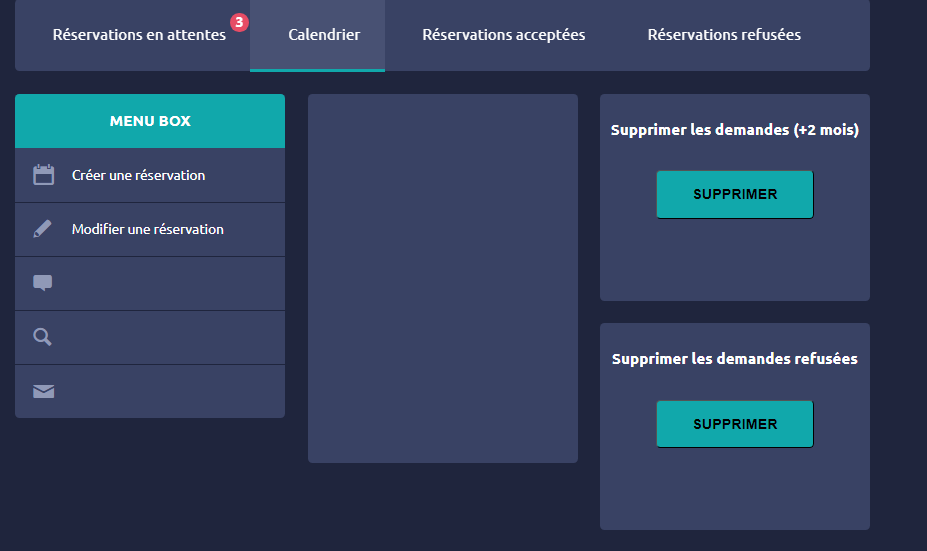 Réservations en attentes 3 Calendrier Réservations acceptées Réservations refusées
MENU BOX
Créer une réservation
Modifier une réservation
Supprimer les demandes (+2 mois)
SUPPRIMER
Supprimer les demandes refusées
SUPPRIMER